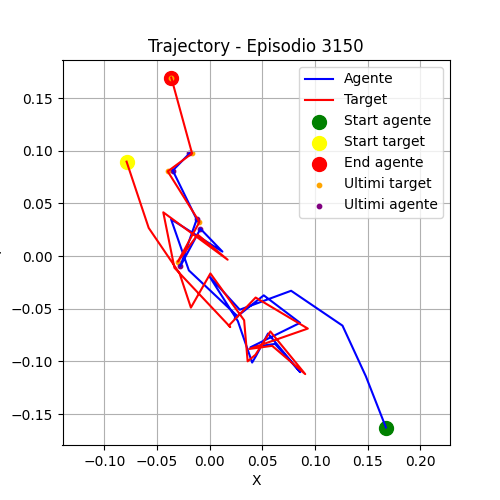 Trajectory - Episodio 3150
Agente
Target
Start agente
Start target
End agente
Ultimi target
Ultimi agente
0.15
0.10
0.05
0.00
−0.05
−0.10
−0.15
−0.10
−0.05
0.00
0.05
0.10
0.15
0.20
X